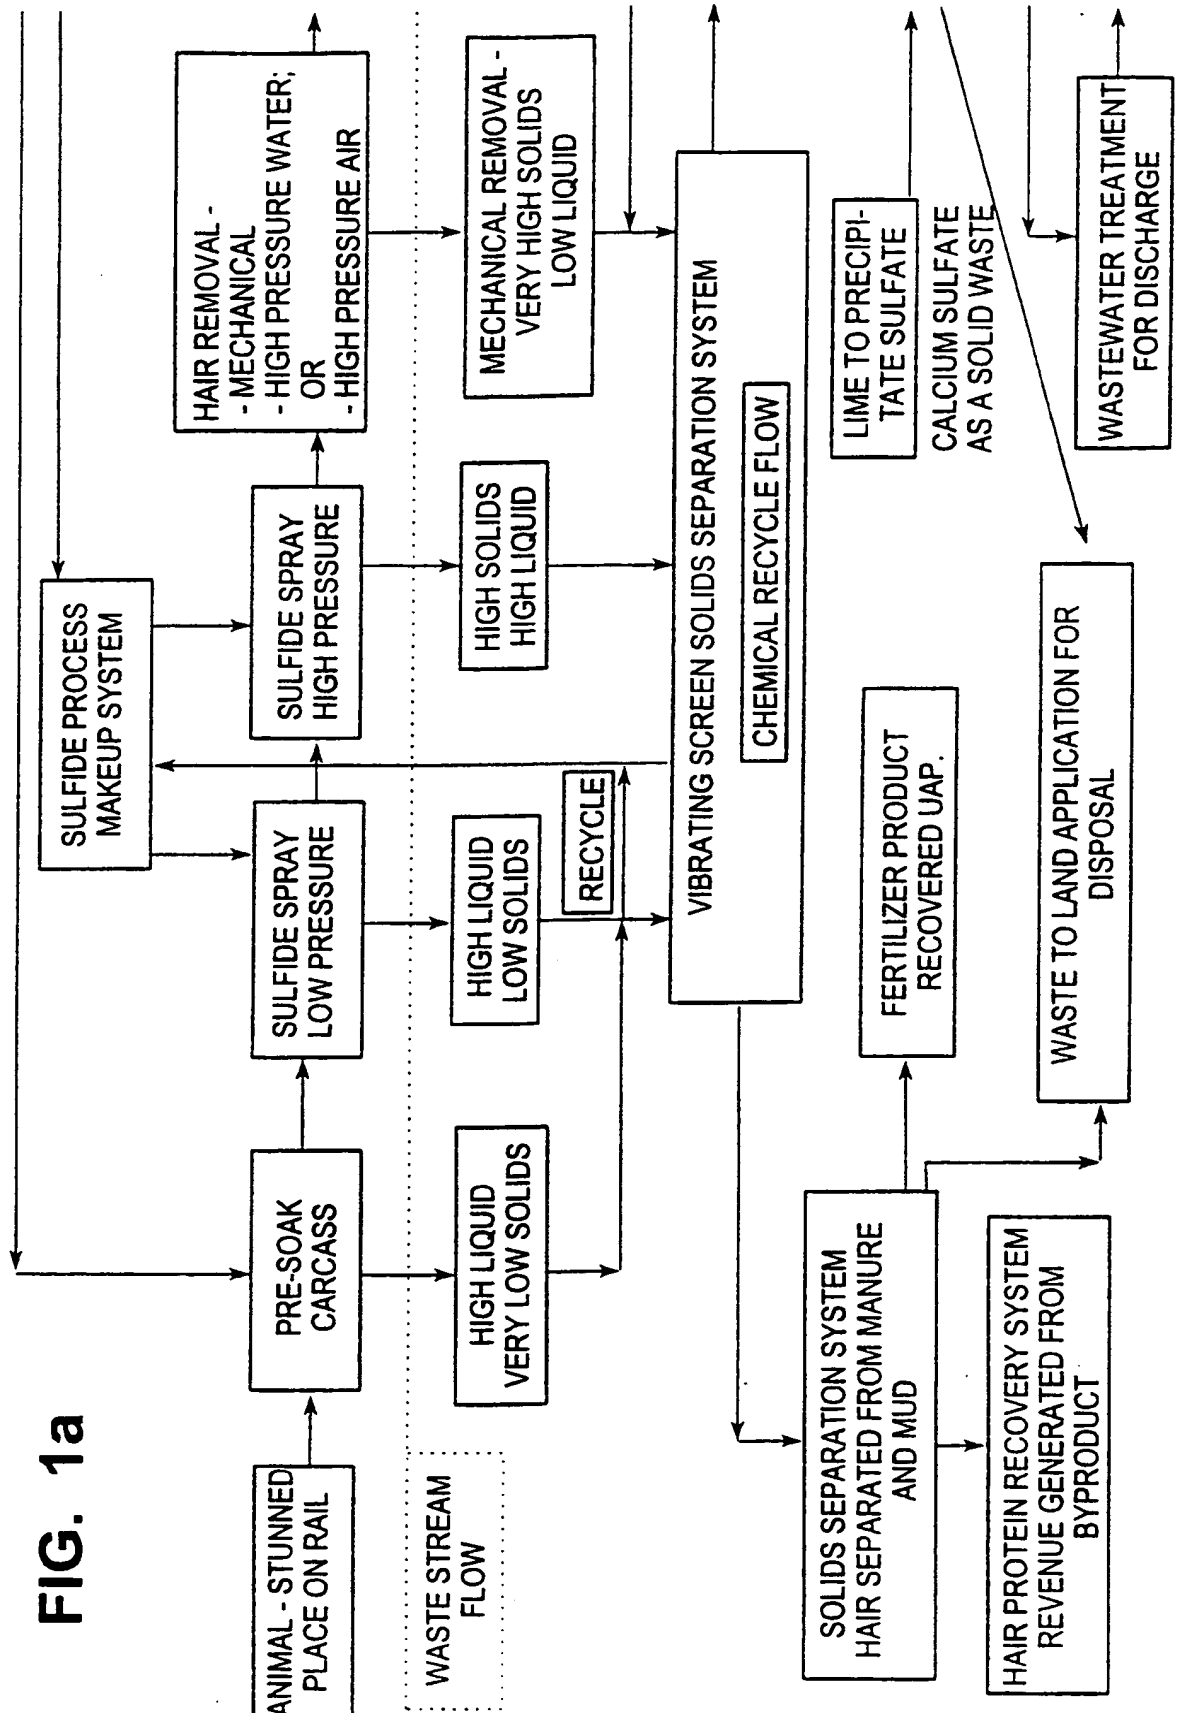 FIG. 1a
SULFIDE PROCESS
MAKEUP SYSTEM
ANIMAL - STUNNED
PLACE ON RAIL
PRE-SOAK
CARCASS
SULFIDE SPRAY
LOW PRESSURE
SULFIDE SPRAY
HIGH PRESSURE
HAIR REMOVAL -
- MECHANICAL
- HIGH PRESSURE WATER;
OR
- HIGH PRESSURE AIR
WASTE STREAM
FLOW
HIGH LIQUID
VERY LOW SOLIDS
HIGH LIQUID
LOW SOLIDS
HIGH SOLIDS
HIGH LIQUID
MECHANICAL REMOVAL -
VERY HIGH SOLIDS
LOW LIQUID
RECYCLE
VIBRATING SCREEN SOLIDS SEPARATION SYSTEM
CHEMICAL RECYCLE FLOW
SOLIDS SEPARATION SYSTEM
HAIR SEPARATED FROM MANURE
AND MUD
FERTILIZER PRODUCT
RECOVERED UAP.
LIME TO PRECIPI-
TATE SULFATE
CALCIUM SULFATE
AS A SOLID WASTE
HAIR PROTEIN RECOVERY SYSTEM
REVENUE GENERATED FROM
BYPRODUCT
WASTE TO LAND APPLICATION FOR
DISPOSAL
WASTEWATER TREATMENT
FOR DISCHARGE